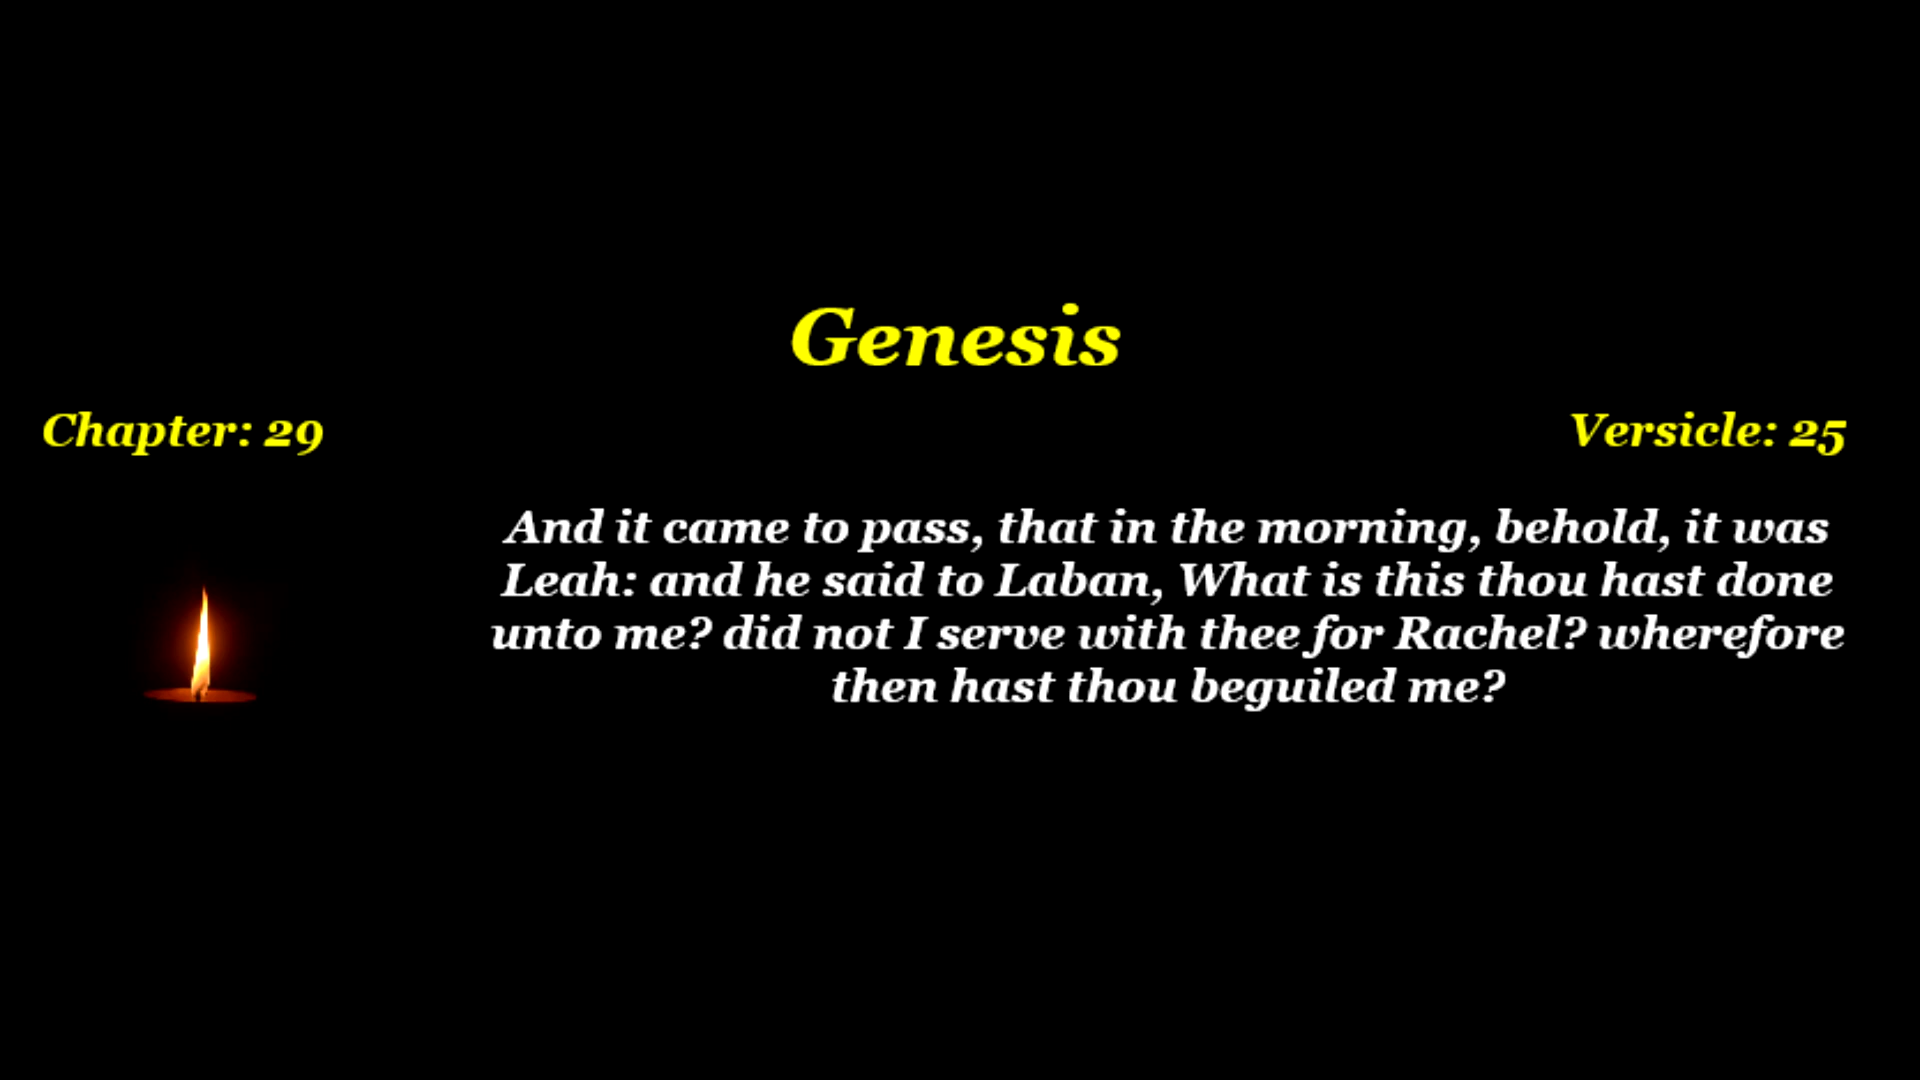 Genesis
Chapter: 29
Versicle: 25
And it came to pass, that in the morning, behold, it was
Leah: and he said to Laban, What is this thou hast done
unto me? did not I serve with thee for Rachel? wherefore
then hast thou beguiled me?